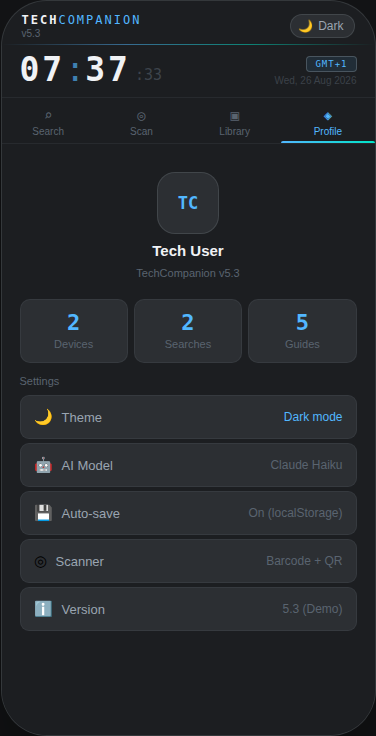 TECHCOMPANION
v5.3
🌙 Dark
07:37:33
GMT+1
Wed, 26 Aug 2026
Search
Scan
Library
Profile
TC
Tech User
TechCompanion v5.3
2
Devices
2
Searches
5
Guides
Settings
Theme Dark mode
AI Model Claude Haiku
Auto-save On (localStorage)
Scanner Barcode + QR
Version 5.3 (Demo)